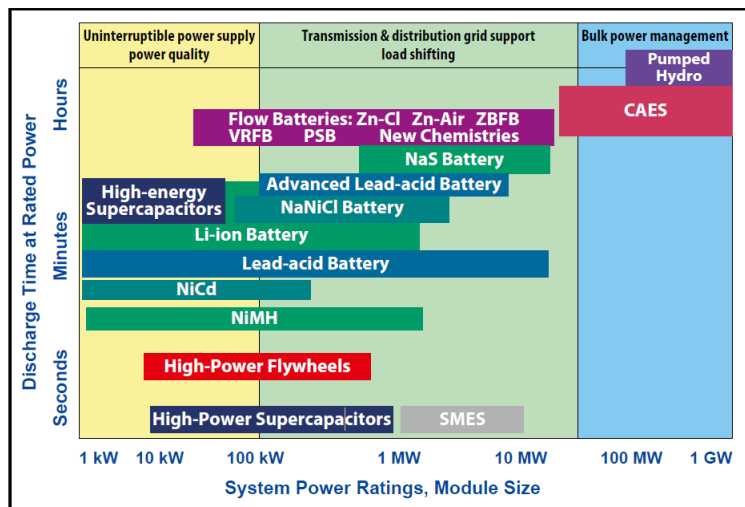 Uninterruptible power supply
power quality
Transmission & distribution grid support
load shifting
Bulk power management
Pumped
Hydro
CAES
Flow Batteries: Zn-Cl Zn-Air ZBFB
VRFB PSB New Chemistries
NaS Battery
Advanced Lead-acid Battery
High-energy
Supercapacitors
NaNiCl Battery
Li-ion Battery
Lead-acid Battery
NiCd
NiMH
High-Power Flywheels
High-Power Supercapacitors
SMES
Discharge Time at Rated Power
Hours
Minutes
Seconds
1 kW 10 kW 100 kW 1 MW 10 MW 100 MW 1 GW
System Power Ratings, Module Size